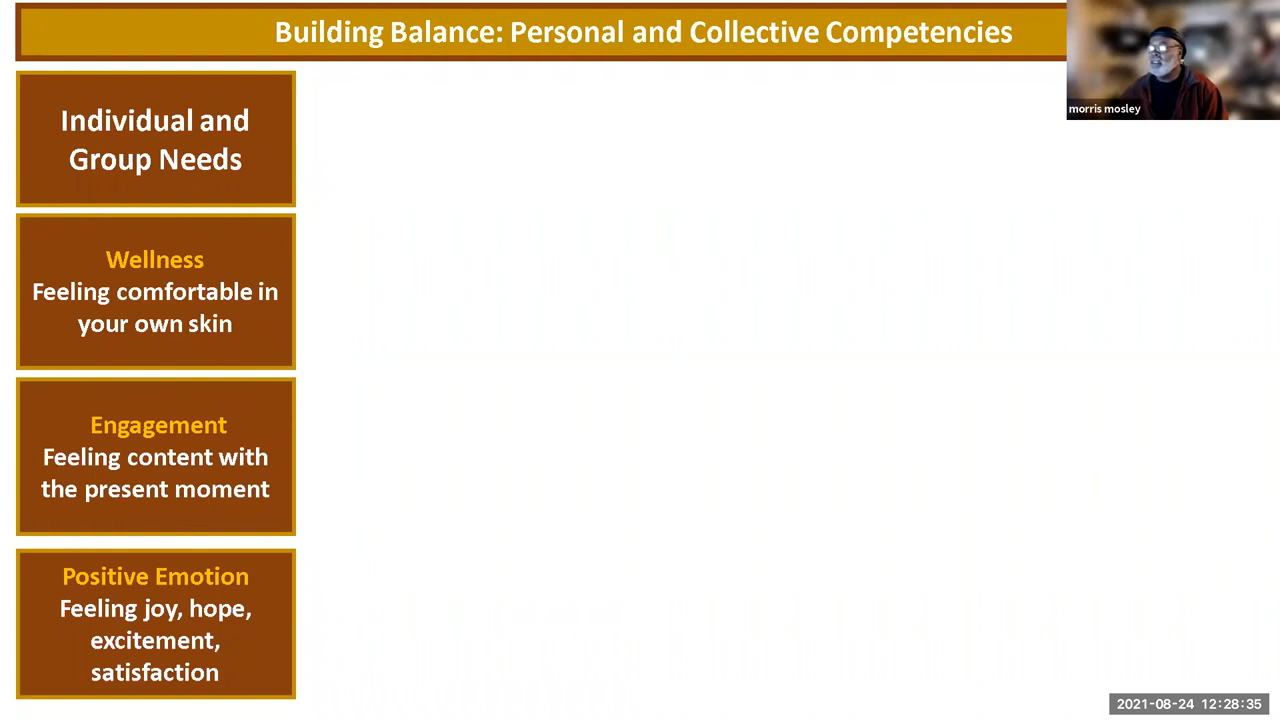 Building Balance: Personal and Collective Competencies
morris mosley
Individual and
Group Needs
Wellness
Feeling comfortable in
your own skin
Engagement
Feeling content with
the present moment
Positive Emotion
Feeling joy, hope,
excitement,
satisfaction
2021-08-24 12:28:35